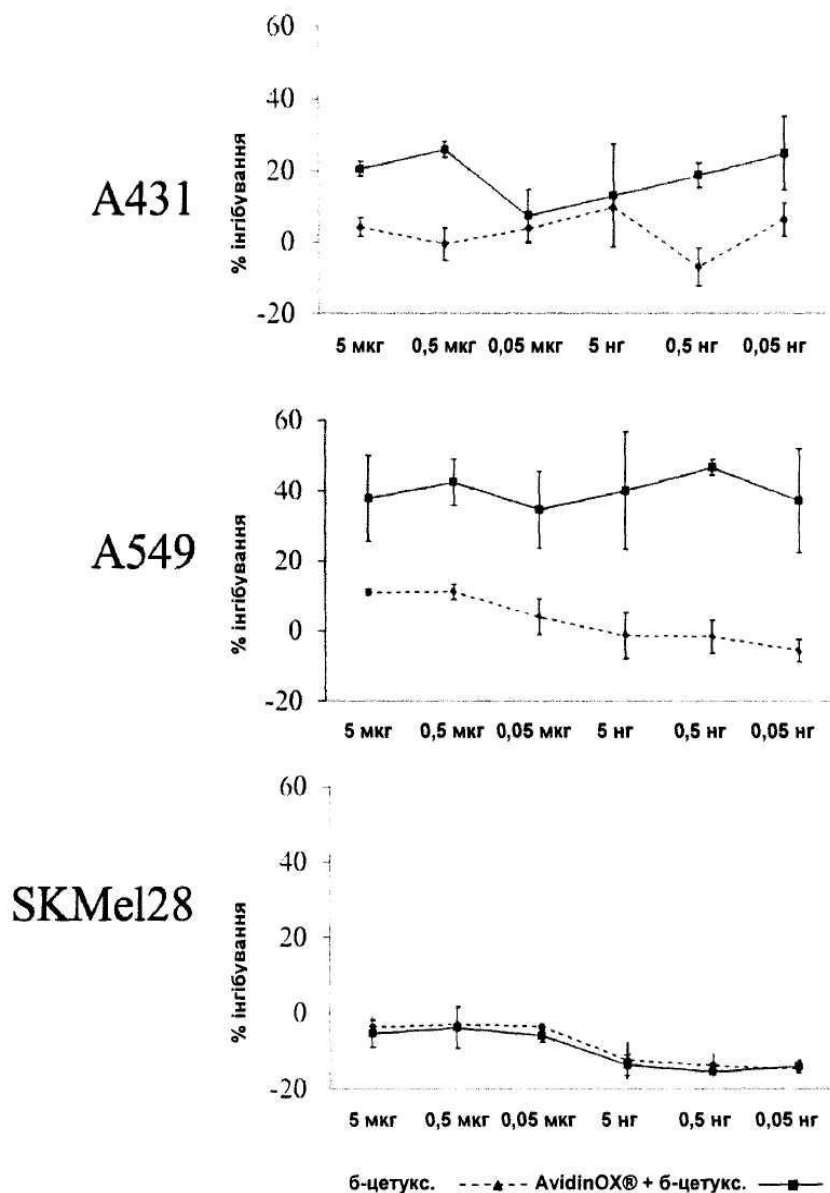 A431
% інгібування
60
40
20
0
-20
5 мкг 0,5 мкг 0,05 мкг 5 нг 0,5 нг 0,05 нг
A549
% інгібування
60
40
20
0
-20
5 мкг 0,5 мкг 0,05 мкг 5 нг 0,5 нг 0,05 нг
SKMel28
% інгібування
60
40
20
0
-20
5 мкг 0,5 мкг 0,05 мкг 5 нг 0,5 нг 0,05 нг
б-цетукс. AvidinOX® + б-цетукс.